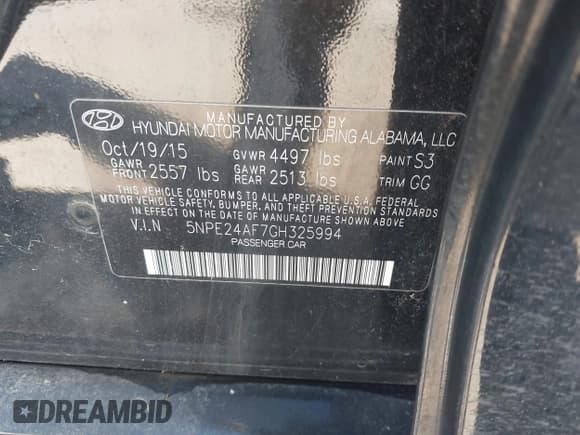 MANUFACTURED BY
HYUNDAI MOTOR MANUFACTURING ALABAMA, LLC
Oct/19/15 GVWR 4497 lbs PAINT S3
GAWR FRONT 2557 lbs GAWR REAR 2513 lbs TRIM GG
THIS VEHICLE CONFORMS TO ALL APPLICABLE U.S.A. FEDERAL
MOTOR VEHICLE SAFETY, BUMPER, AND THEFT PREVENTION STANDARDS
IN EFFECT ON THE DATE OF MANUFACTURE SHOWN ABOVE
V.I.N 5NPE24AF7GH325994
PASSENGER CAR
DREAMBID